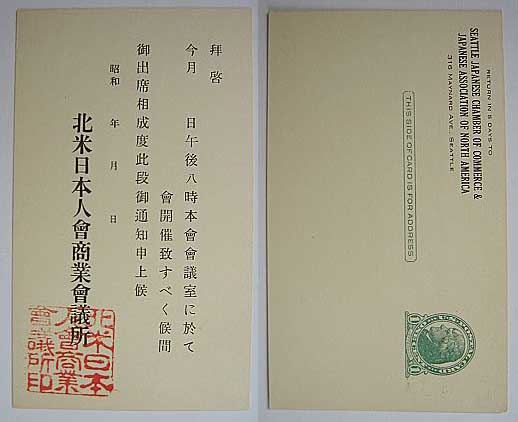 拜啓
今月　　日午後八時本會會議室に於て
會開催致すべく候間
御出席相成度此段御通知申上候
昭和　　年　　月　　日
北米日本人會商業會議所
北米日本
人會商業
會議所印
RETURN IN 5 DAYS TO
SEATTLE JAPANESE CHAMBER OF COMMERCE &
JAPANESE ASSOCIATION OF NORTH AMERICA
316 MAYNARD AVE. SEATTLE
THIS SIDE OF CARD IS FOR ADDRESS
1 1